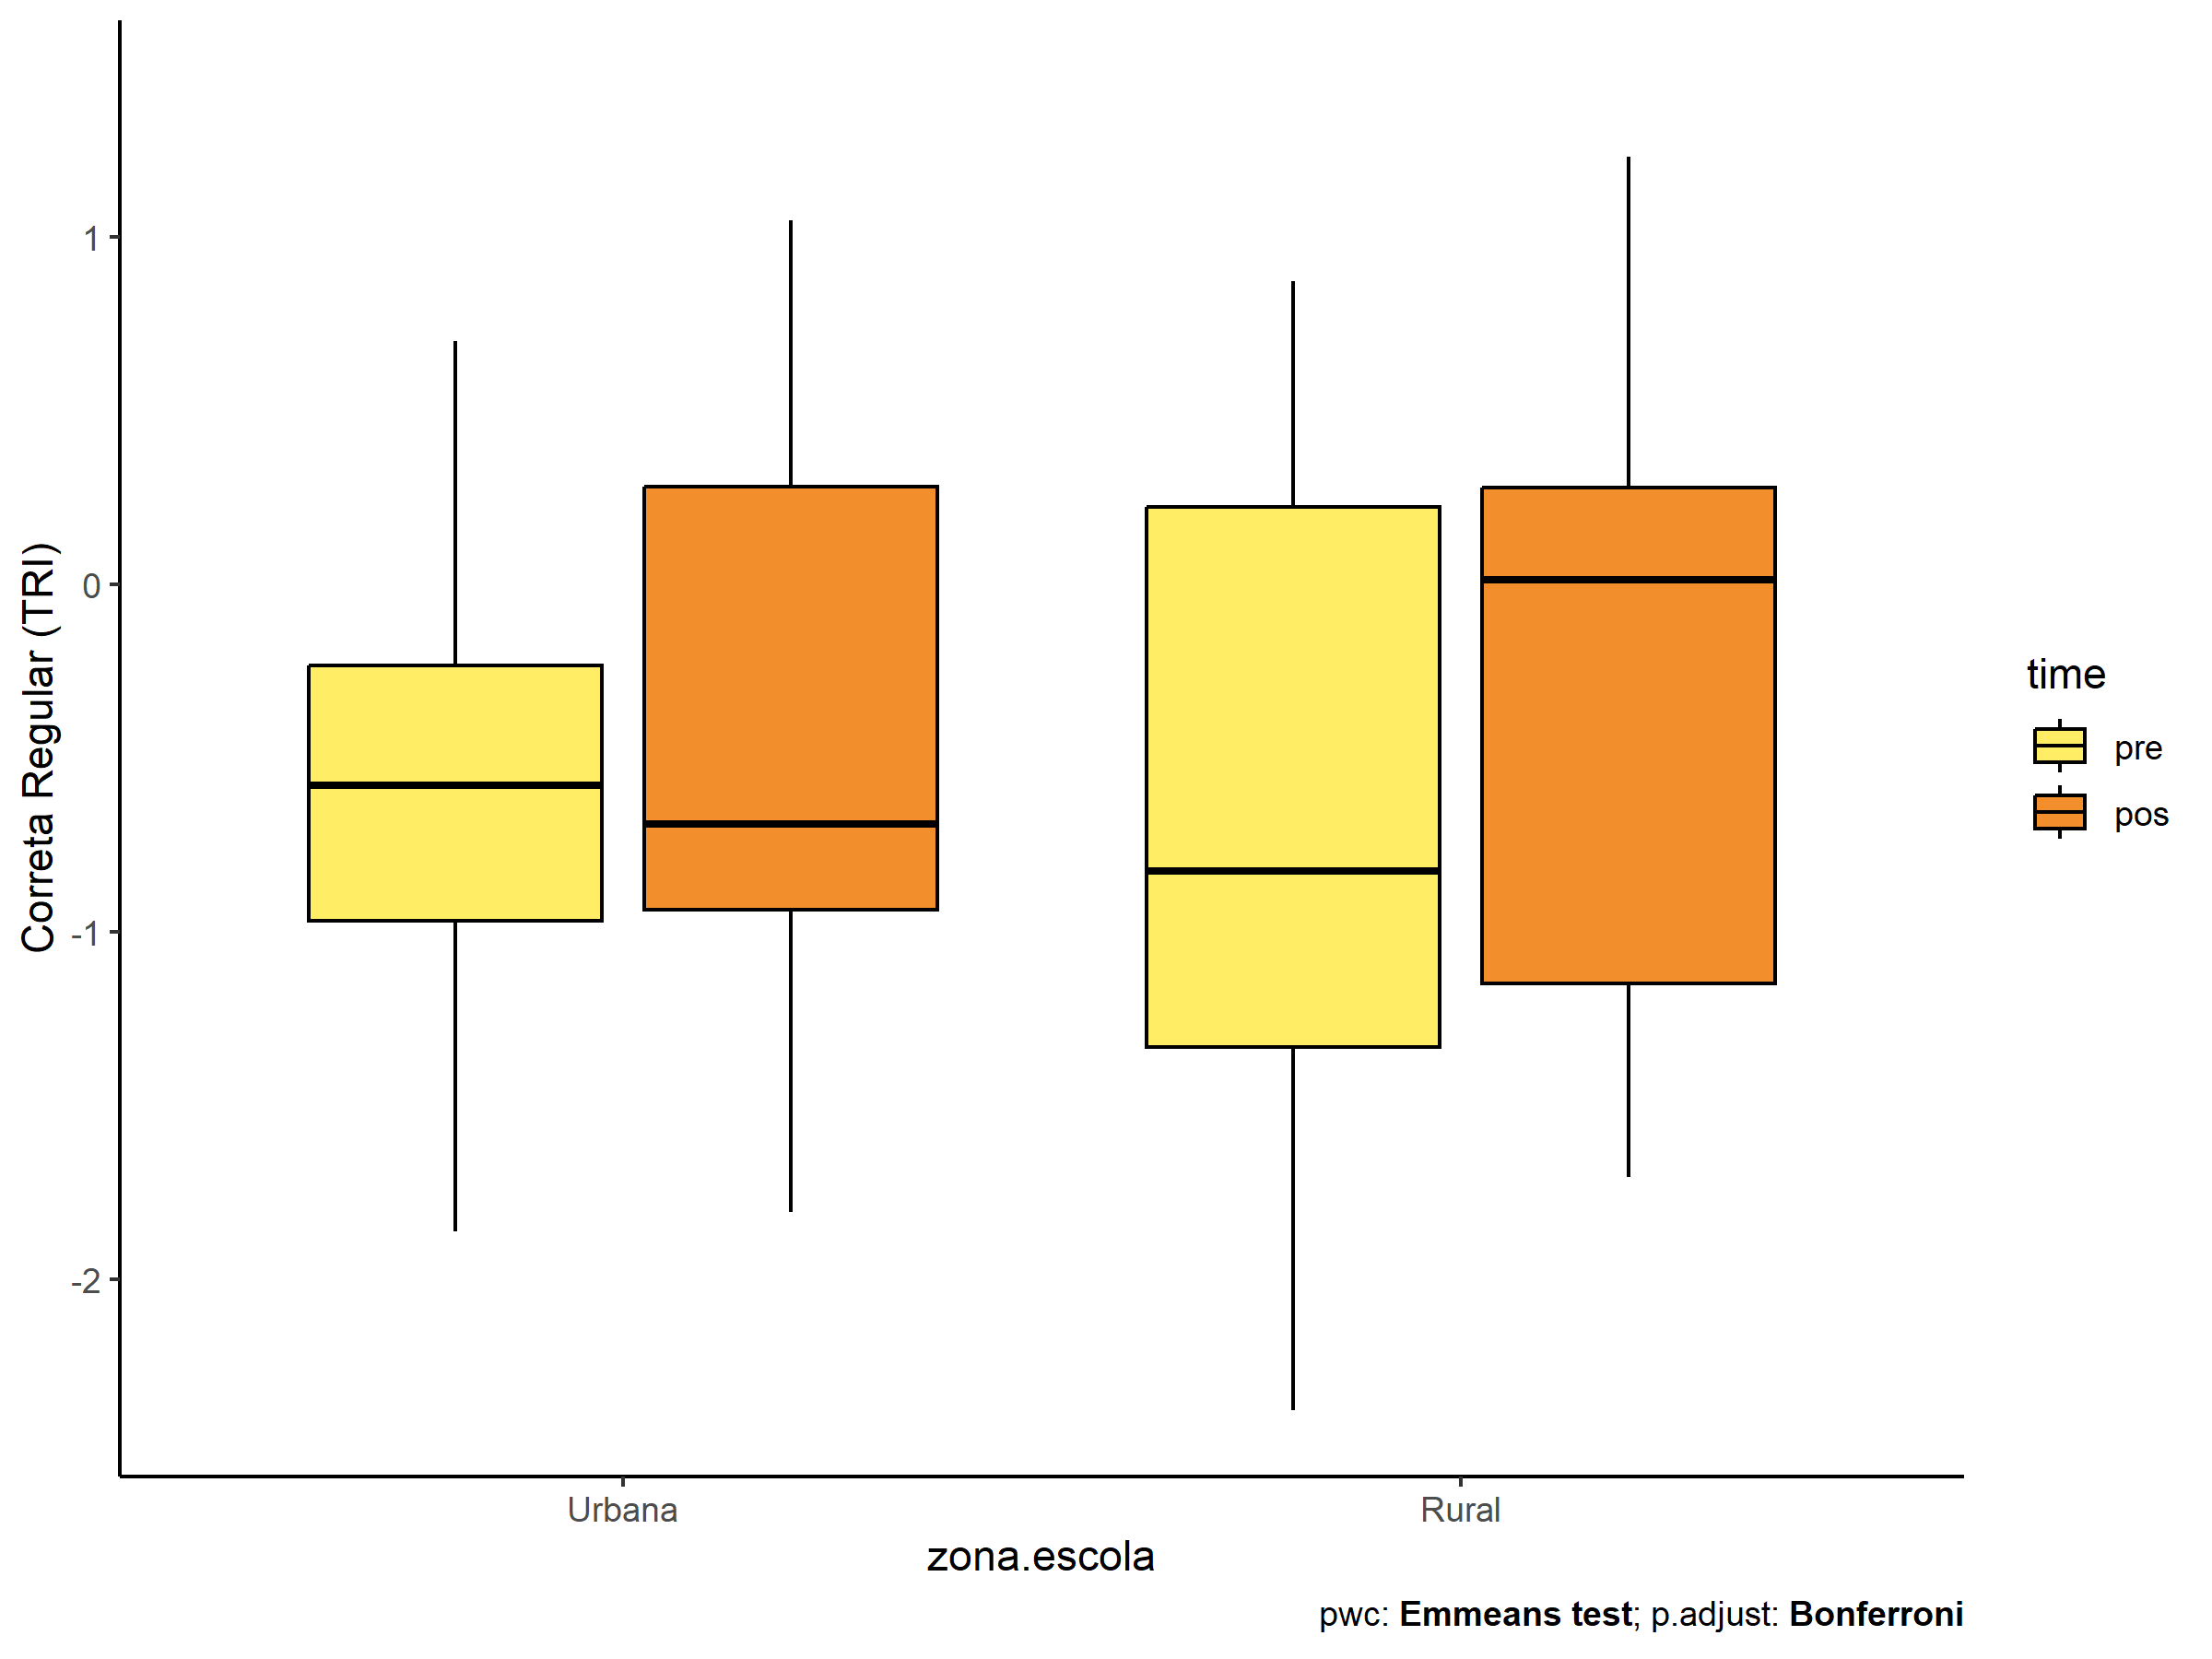 Correta Regular (TRI)
1
0
-1
-2
Urbana
Rural
zona.escola
time
pre
pos
pwc: Emmeans test; p.adjust: Bonferroni